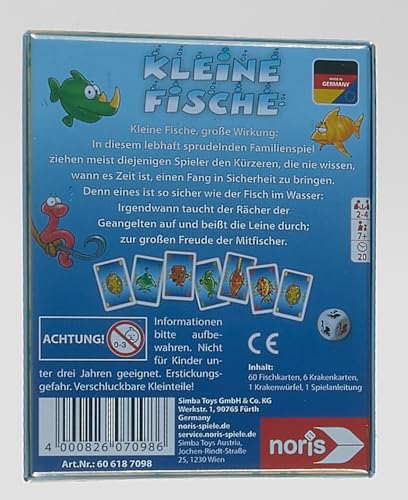 KLEINE
FISCHE
MADE IN
GERMANY
Kleine Fische, große Wirkung:
In diesem lebhaft sprudelnden Familienspiel
ziehen meist diejenigen Spieler den Kürzeren, die nie wissen,
wann es Zeit ist, einen Fang in Sicherheit zu bringen.
Denn eines ist so sicher wie der Fisch im Wasser:
Irgendwann taucht der Rächer der
Geangelten auf und beißt die Leine durch;
zur großen Freude der Mitfischer.
2-4
7+
20
ACHTUNG!
0-3
Informationen
bitte aufbe-
wahren. Nicht
für Kinder un-
ter drei Jahren geeignet. Erstickungs-
gefahr. Verschluckbare Kleinteile!
CE
Inhalt:
60 Fischkarten, 6 Krakenkarten,
1 Krakenwürfel, 1 Spielanleitung
Simba Toys GmbH & Co. KG
Werkstr. 1, 90765 Fürth
Germany
noris-spiele.de
service.noris-spiele.de
Simba Toys Austria,
Jochen-Rindt-Straße
25, 1230 Wien
4 000826 070986
Art.Nr.: 60 618 7098
noris